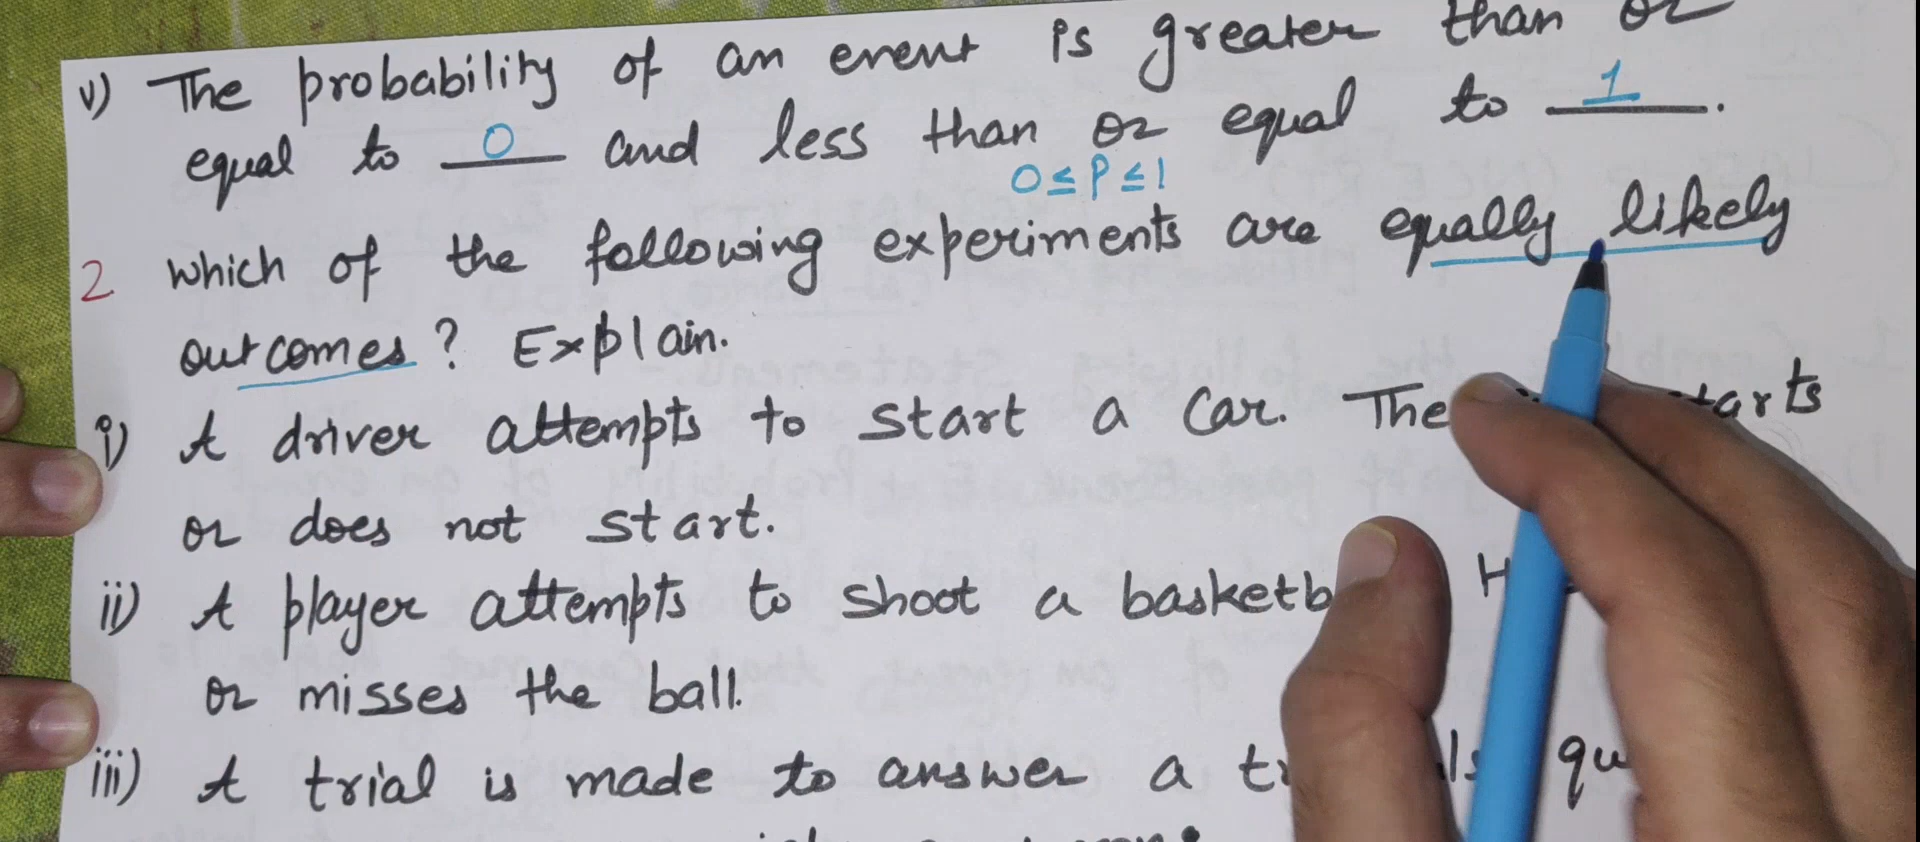 v) The probability of an event is greater than or
equal to 0 and less than or equal to 1.
0 ≤ P ≤ 1
2 which of the following experiments are equally likely
outcomes? Explain.
i) A driver attempts to start a car. The starts
or does not start.
ii) A player attempts to shoot a basketb
or misses the ball.
iii) A trial is made to answer a